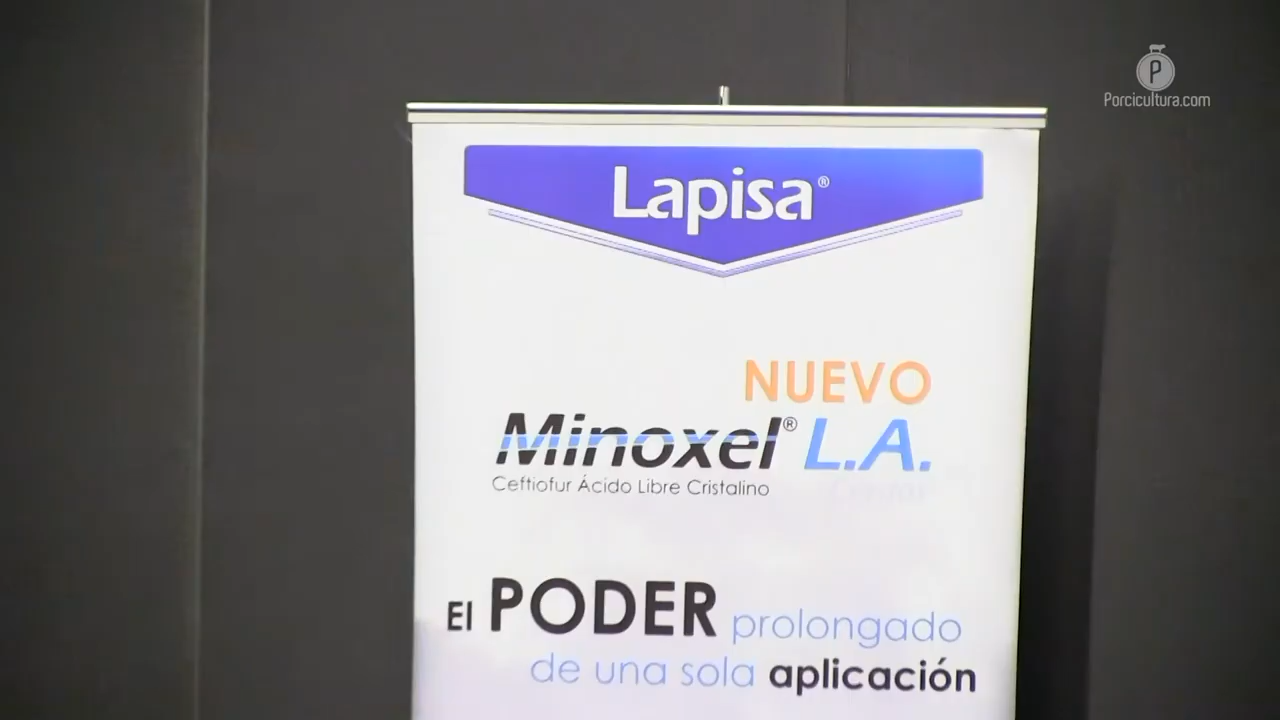 P
Porcicultura.com
Lapisa®
NUEVO
Minoxel® L.A.
Ceftiofur Ácido Libre Cristalino
El PODER prolongado
de una sola aplicación